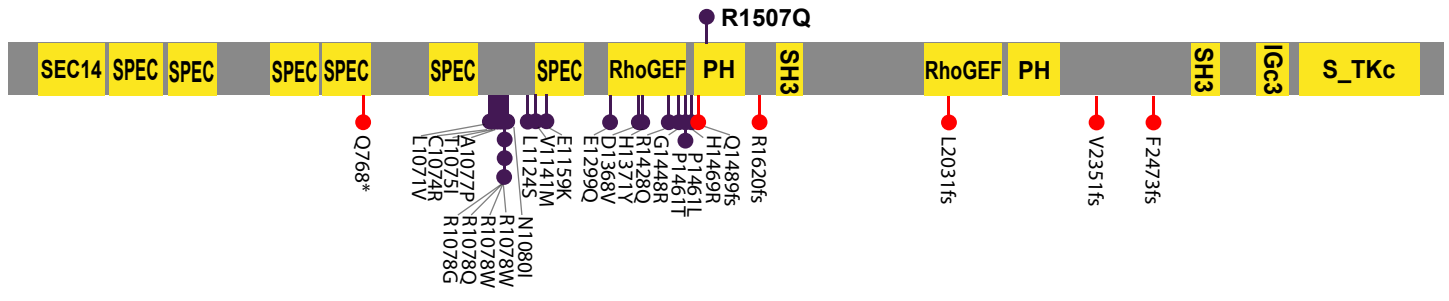 R1507Q
SEC14
SPEC
SPEC
SPEC
SPEC
SPEC
SPEC
RhoGEF
PH
SH3
RhoGEF
PH
SH3
IGc3
S_TKc
Q768*
L1071V
C1074R
T1075I
A1077P
R1078G
R1078Q
R1078W
R1078W
N1080I
L1124S
V1141M
E1159K
E1299Q
D1368V
H1371Y
R1428Q
G1448R
P1461T
P1461L
H1469R
Q1489fs
R1620fs
L2031fs
V2351fs
F2473fs